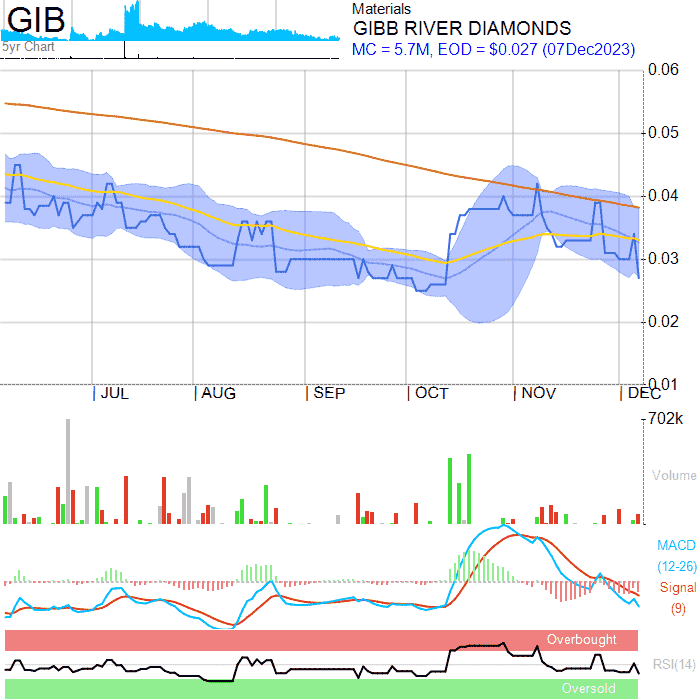 GIB
5yr Chart
Materials
GIBB RIVER DIAMONDS
MC = 5.7M, EOD = $0.027 (07Dec2023)
0.06
0.05
0.04
0.03
0.02
0.01
JUL AUG SEP OCT NOV DEC
702k
Volume
MACD
(12-26)
Signal
(9)
Overbought
RSI(14)
Oversold